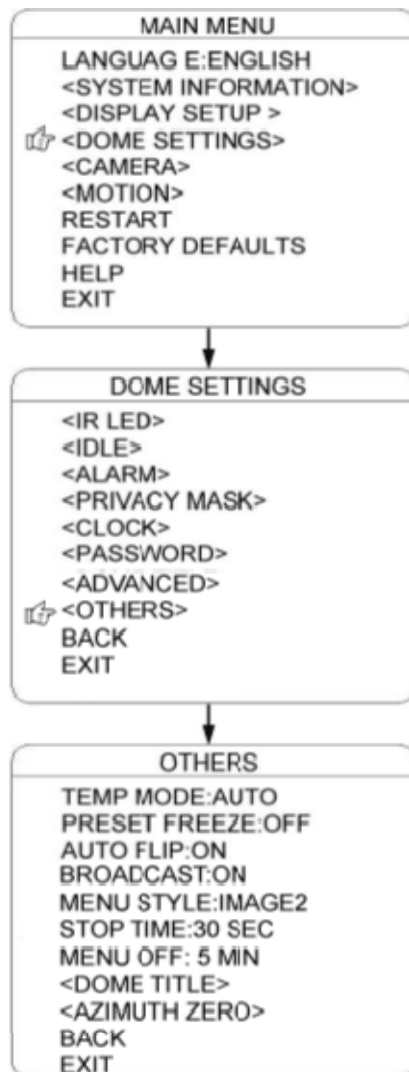 MAIN MENU
LANGUAG E:ENGLISH
<SYSTEM INFORMATION>
<DISPLAY SETUP >
<DOME SETTINGS>
<CAMERA>
<MOTION>
RESTART
FACTORY DEFAULTS
HELP
EXIT
DOME SETTINGS
<IR LED>
<IDLE>
<ALARM>
<PRIVACY MASK>
<CLOCK>
<PASSWORD>
<ADVANCED>
<OTHERS>
BACK
EXIT
OTHERS
TEMP MODE:AUTO
PRESET FREEZE:OFF
AUTO FLIP:ON
BROADCAST:ON
MENU STYLE:IMAGE2
STOP TIME:30 SEC
MENU OFF: 5 MIN
<DOME TITLE>
<AZIMUTH ZERO>
BACK
EXIT